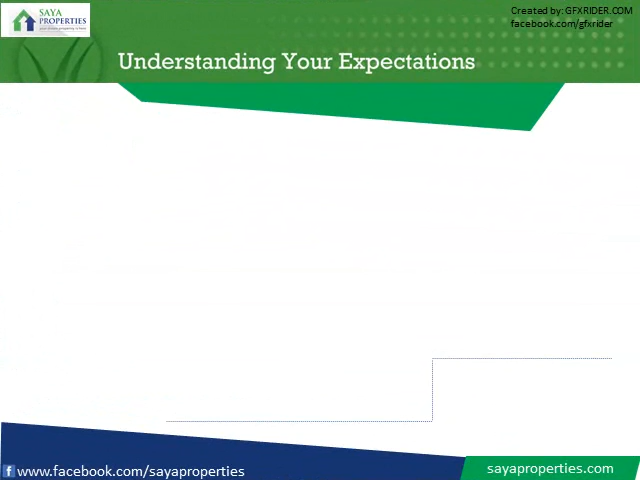 SAYA
PROPERTIES
Created by: GFXRIDER.COM
facebook.com/gfxrider
Understanding Your Expectations
www.facebook.com/sayaproperties
sayaproperties.com